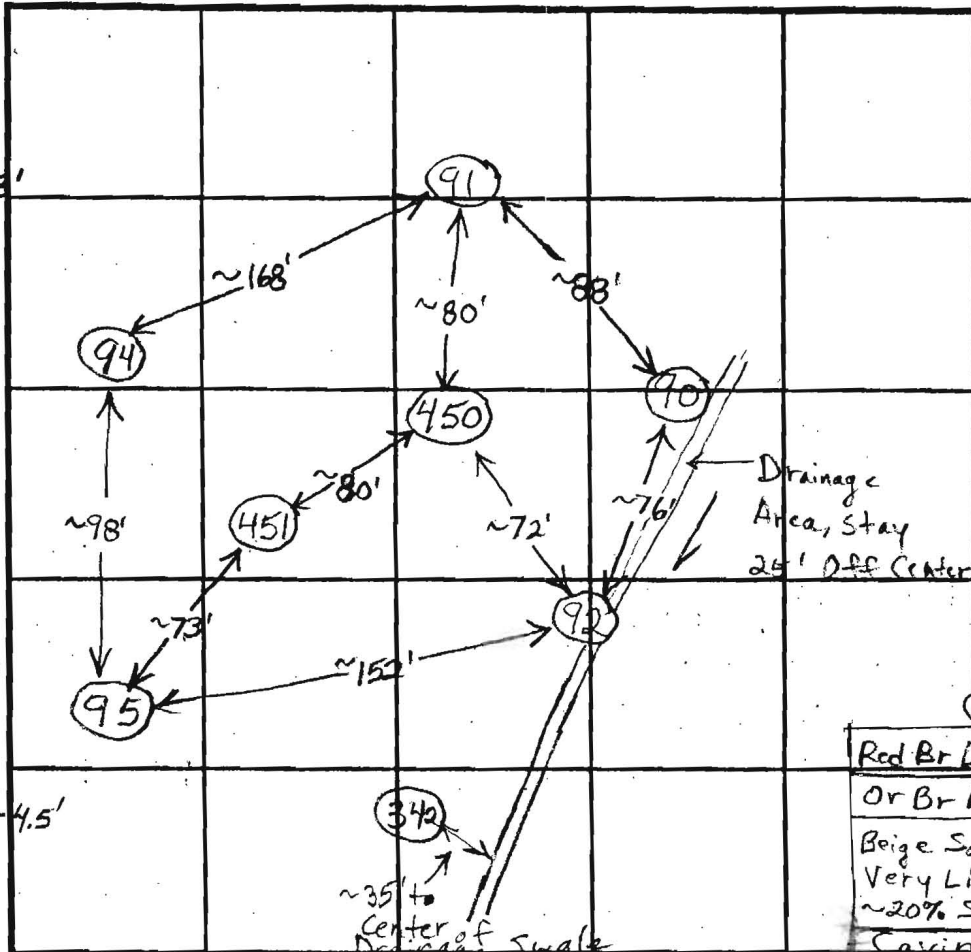 91
~168'
~80'
~88'
94
450
90
~80'
~98'
451
~72'
~76'
Drainage
Area, Stay
25' Off Center
92
~73'
~152'
95
342
4.5'
~35' to
Center of
Drainage Swale
Red Br
Or Br
Beige
Very
~20%